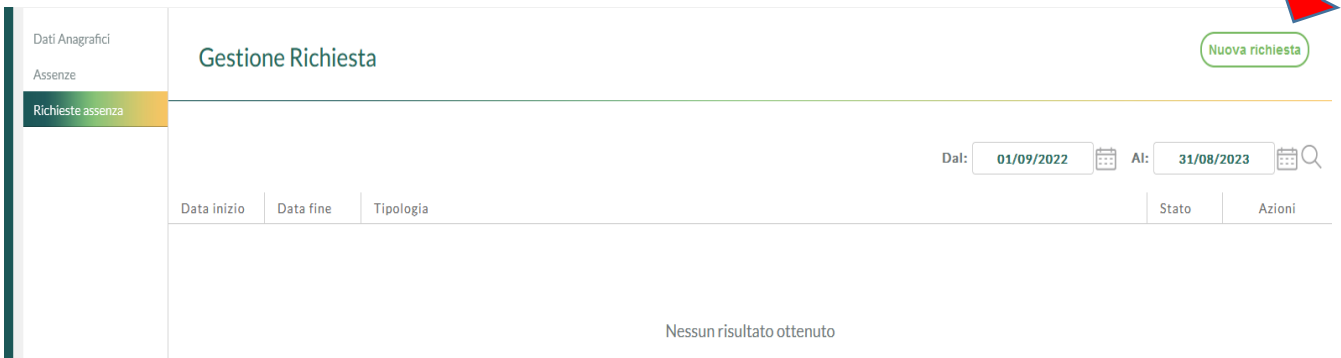 Dati Anagrafici
Assenze
Richieste assenza
Gestione Richiesta
Nuova richiesta
Dal: 01/09/2022 Al: 31/08/2023
Data inizio Data fine Tipologia Stato Azioni
Nessun risultato ottenuto